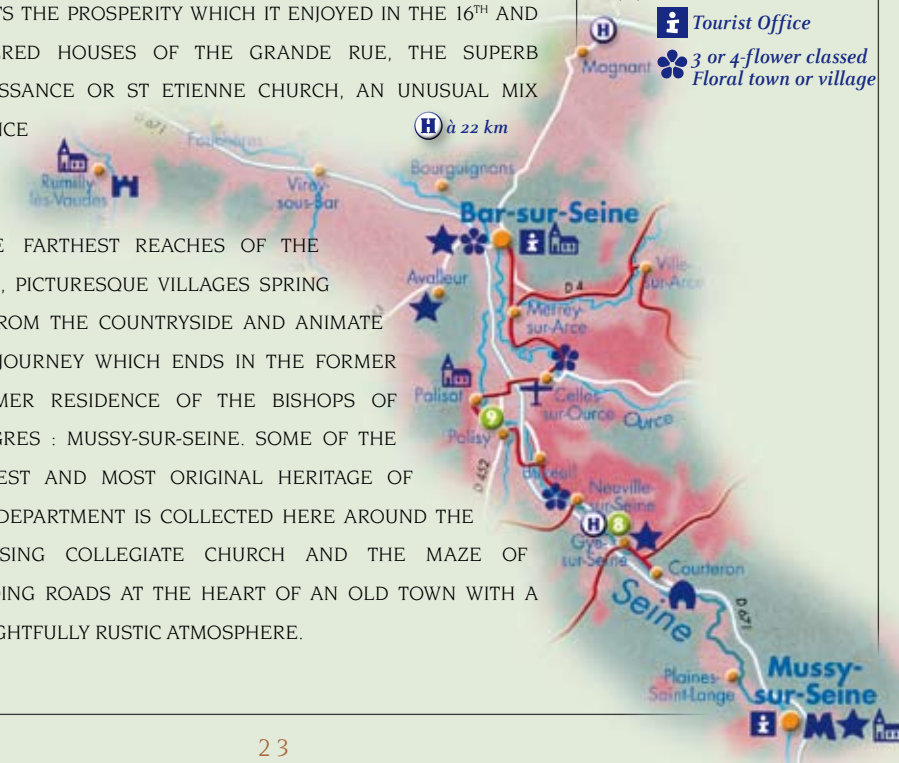 TS THE PROSPERITY WHICH IT ENJOYED IN THE 16TH AND
RED HOUSES OF THE GRANDE RUE, THE SUPERB
SSANCE OR ST ETIENNE CHURCH, AN UNUSUAL MIX
CE
E FARTHEST REACHES OF THE
, PICTURESQUE VILLAGES SPRING
FROM THE COUNTRYSIDE AND ANIMATE
JOURNEY WHICH ENDS IN THE FORMER
MER RESIDENCE OF THE BISHOPS OF
GRES : MUSSY-SUR-SEINE. SOME OF THE
EST AND MOST ORIGINAL HERITAGE OF
DEPARTMENT IS COLLECTED HERE AROUND THE
SING COLLEGIATE CHURCH AND THE MAZE OF
DING ROADS AT THE HEART OF AN OLD TOWN WITH A
GHTFULLY RUSTIC ATMOSPHERE.
i Tourist Office
3 or 4-flower classed
Floral town or village
H
Magnant
H à 22 km
D 671
Fouchères
Rumilly-
lès-Vaudes
Virey-
sous-Bar
Bourguignons
Bar-sur-Seine
i
Avalleur
D 4
Ville-
sur-Arce
Merrey-
sur-Arce
Polisot
Celles-
sur-Ource
Ource
9
Polisy
D 452
Neuville-
sur-Seine
H 8
Gyé-
sur-Seine
Courteron
Seine
D 671
Plaines-
Saint-Lange
Mussy-
sur-Seine
i M
23